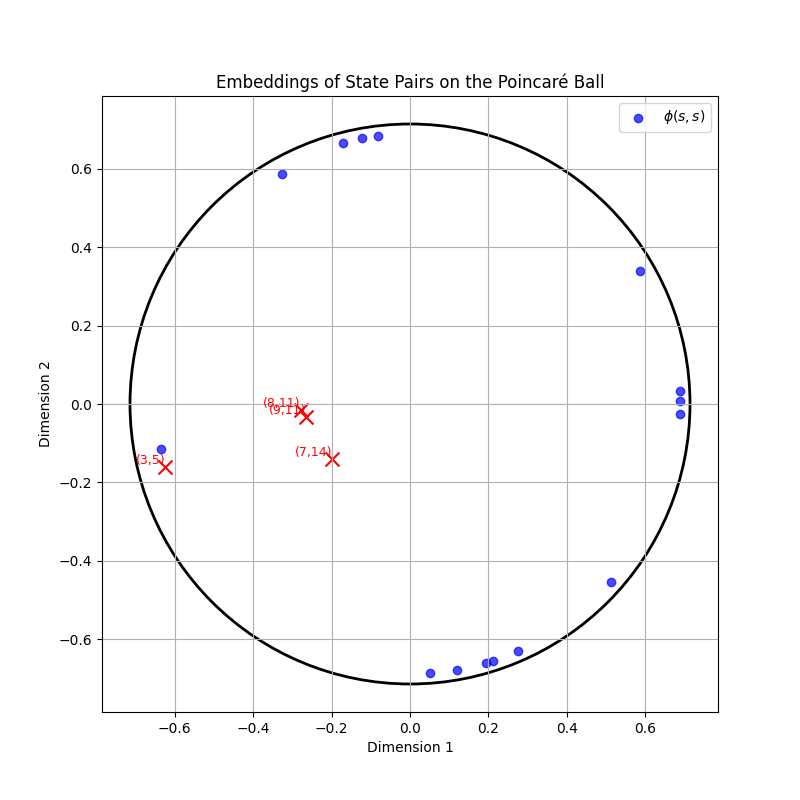 Embeddings of State Pairs on the Poincaré Ball
ϕ(s, s)
0.6
0.4
0.2
0.0
−0.2
−0.4
−0.6
Dimension 2
(8,11)
(9,11)
(7,14)
(3,5)
−0.6 −0.4 −0.2 0.0 0.2 0.4 0.6
Dimension 1